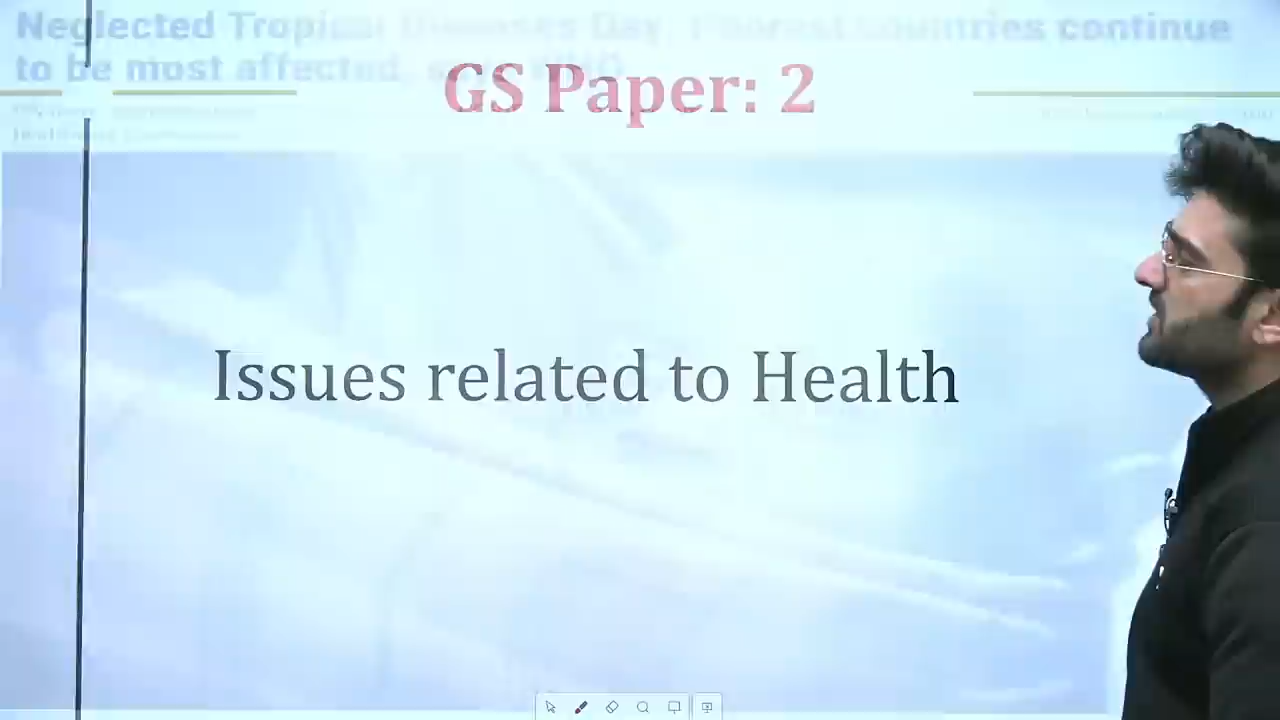 Neglected Tropical Diseases Day: Poorest countries continue
to be most affected, says WHO
GS Paper: 2
Issues related to Health